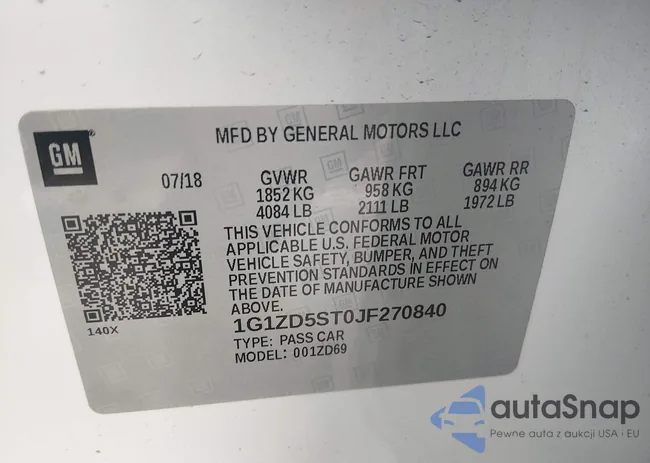 GM
MFD BY GENERAL MOTORS LLC
07/18
GVWR GAWR FRT GAWR RR
1852 KG 958 KG 894 KG
4084 LB 2111 LB 1972 LB
THIS VEHICLE CONFORMS TO ALL
APPLICABLE U.S. FEDERAL MOTOR
VEHICLE SAFETY, BUMPER, AND THEFT
PREVENTION STANDARDS IN EFFECT ON
THE DATE OF MANUFACTURE SHOWN
ABOVE.
140X
1G1ZD5ST0JF270840
TYPE: PASS CAR
MODEL: 001ZD69
autaSnap
Pewne auta z aukcji USA i EU